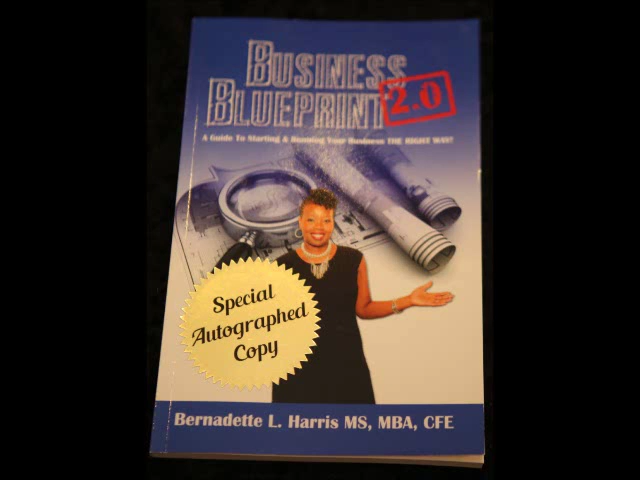 BUSINESS
BLUEPRINT
2.0
A Guide To Starting & Running Your Business THE RIGHT WAY!
Special
Autographed
Copy
Bernadette L. Harris MS, MBA, CFE